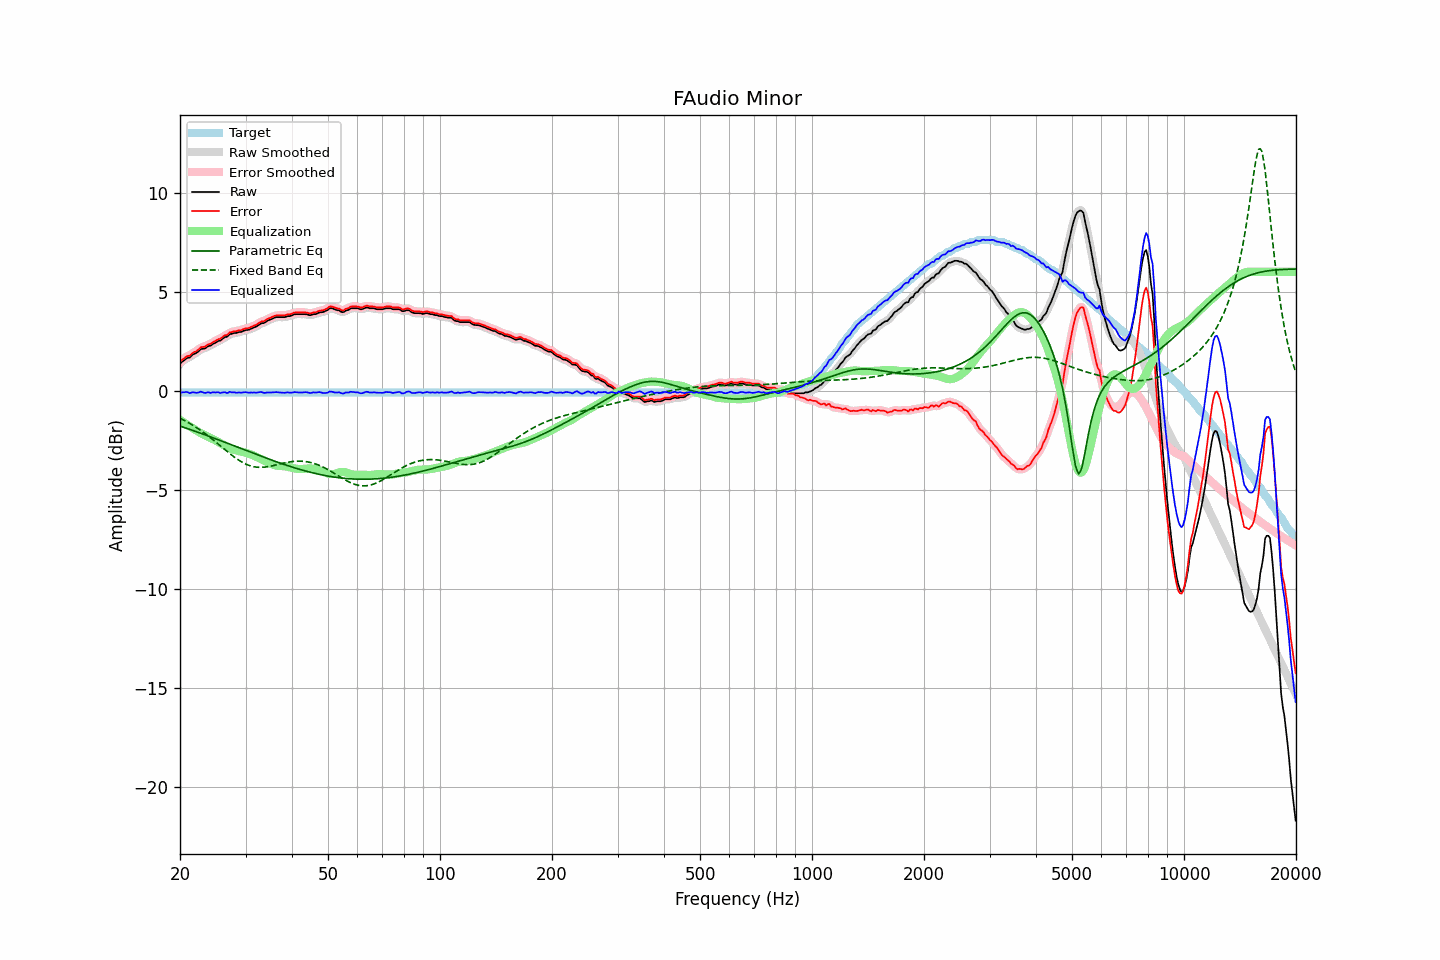 FAudio Minor
Target
Raw Smoothed
Error Smoothed
Raw
Error
Equalization
Parametric Eq
Fixed Band Eq
Equalized
Amplitude (dBr)
10
5
0
−5
−10
−15
−20
20 50 100 200 500 1000 2000 5000 10000 20000
Frequency (Hz)